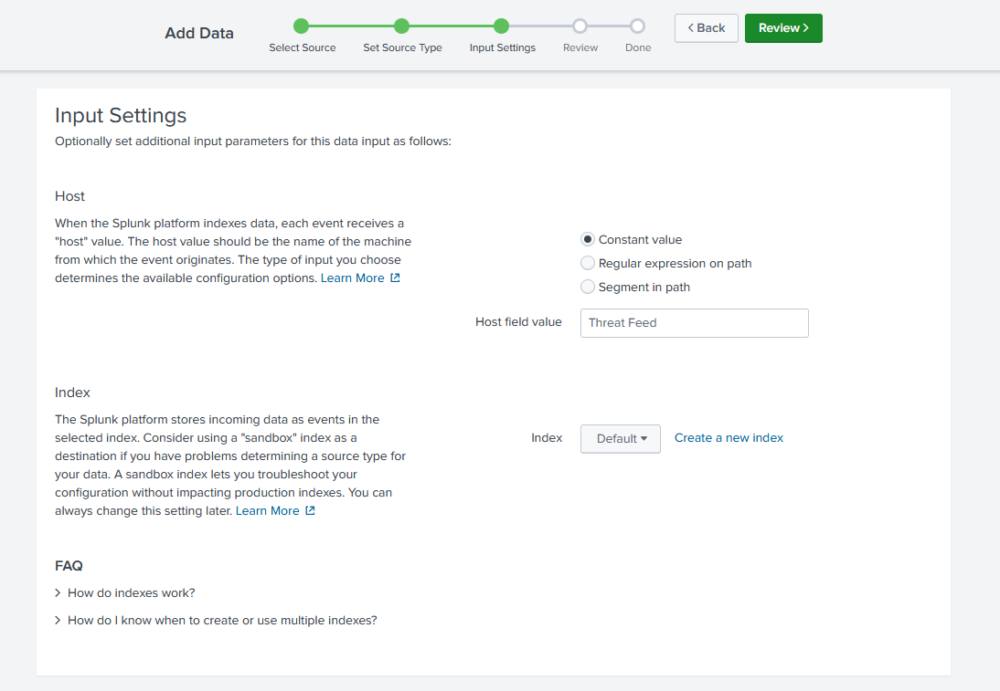 Add Data
Select Source
Set Source Type
Input Settings
Review
Done
Back
Review
Input Settings
Optionally set additional input parameters for this data input as follows:
Host
When the Splunk platform indexes data, each event receives a
"host" value. The host value should be the name of the machine
from which the event originates. The type of input you choose
determines the available configuration options. Learn More
Constant value
Regular expression on path
Segment in path
Host field value
Threat Feed
Index
The Splunk platform stores incoming data as events in the
selected index. Consider using a "sandbox" index as a
destination if you have problems determining a source type for
your data. A sandbox index lets you troubleshoot your
configuration without impacting production indexes. You can
always change this setting later. Learn More
Index
Default
Create a new index
FAQ
How do indexes work?
How do I know when to create or use multiple indexes?